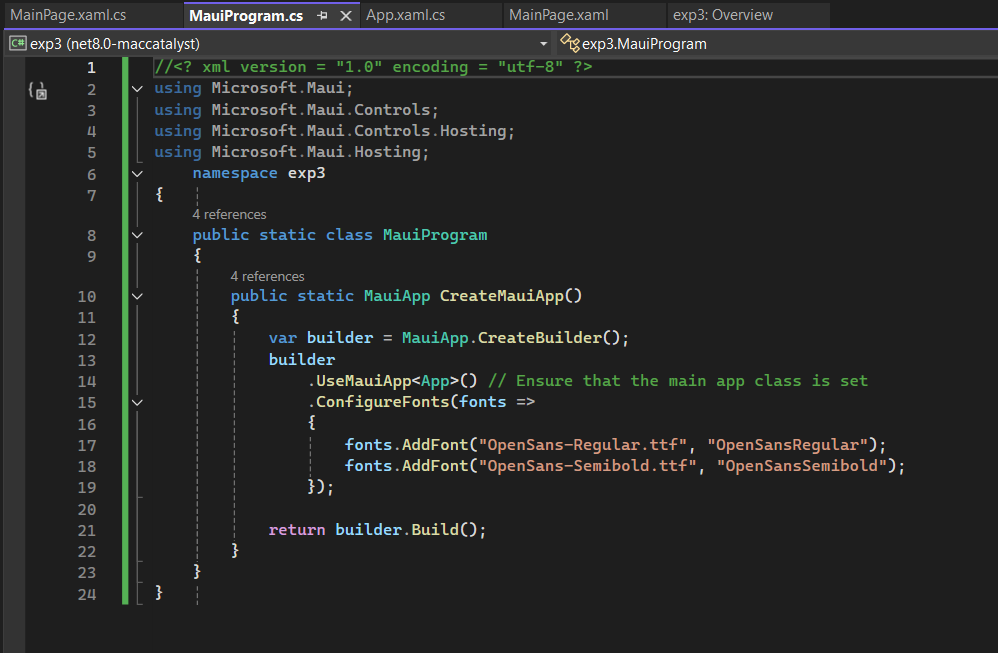 MainPage.xaml.cs MauiProgram.cs App.xaml.cs MainPage.xaml exp3: Overview
C# exp3 (net8.0-maccatalyst) exp3.MauiProgram
1 //<? xml version = "1.0" encoding = "utf-8" ?>
2 using Microsoft.Maui;
3 using Microsoft.Maui.Controls;
4 using Microsoft.Maui.Controls.Hosting;
5 using Microsoft.Maui.Hosting;
6 namespace exp3
7 {
4 references
8 public static class MauiProgram
9 {
4 references
10 public static MauiApp CreateMauiApp()
11 {
12 var builder = MauiApp.CreateBuilder();
13 builder
14 .UseMauiApp<App>() // Ensure that the main app class is set
15 .ConfigureFonts(fonts =>
16 {
17 fonts.AddFont("OpenSans-Regular.ttf", "OpenSansRegular");
18 fonts.AddFont("OpenSans-Semibold.ttf", "OpenSansSemibold");
19 });
20
21 return builder.Build();
22 }
23 }
24 }